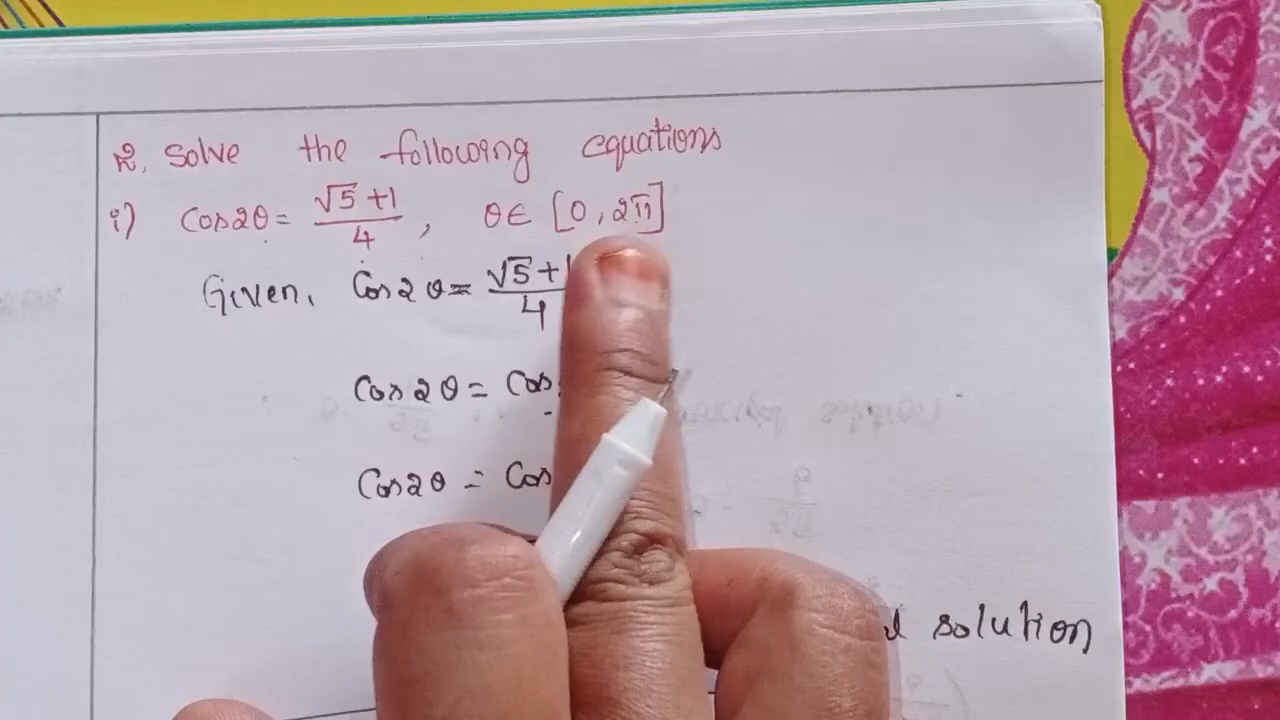 2. Solve the following equations
i) Cos2θ = √5+1/4, θ∈ [0, 2π]
Given, Cos2θ = √5+1/4
Cos2θ = Cos
Cos2θ = Cos
solution